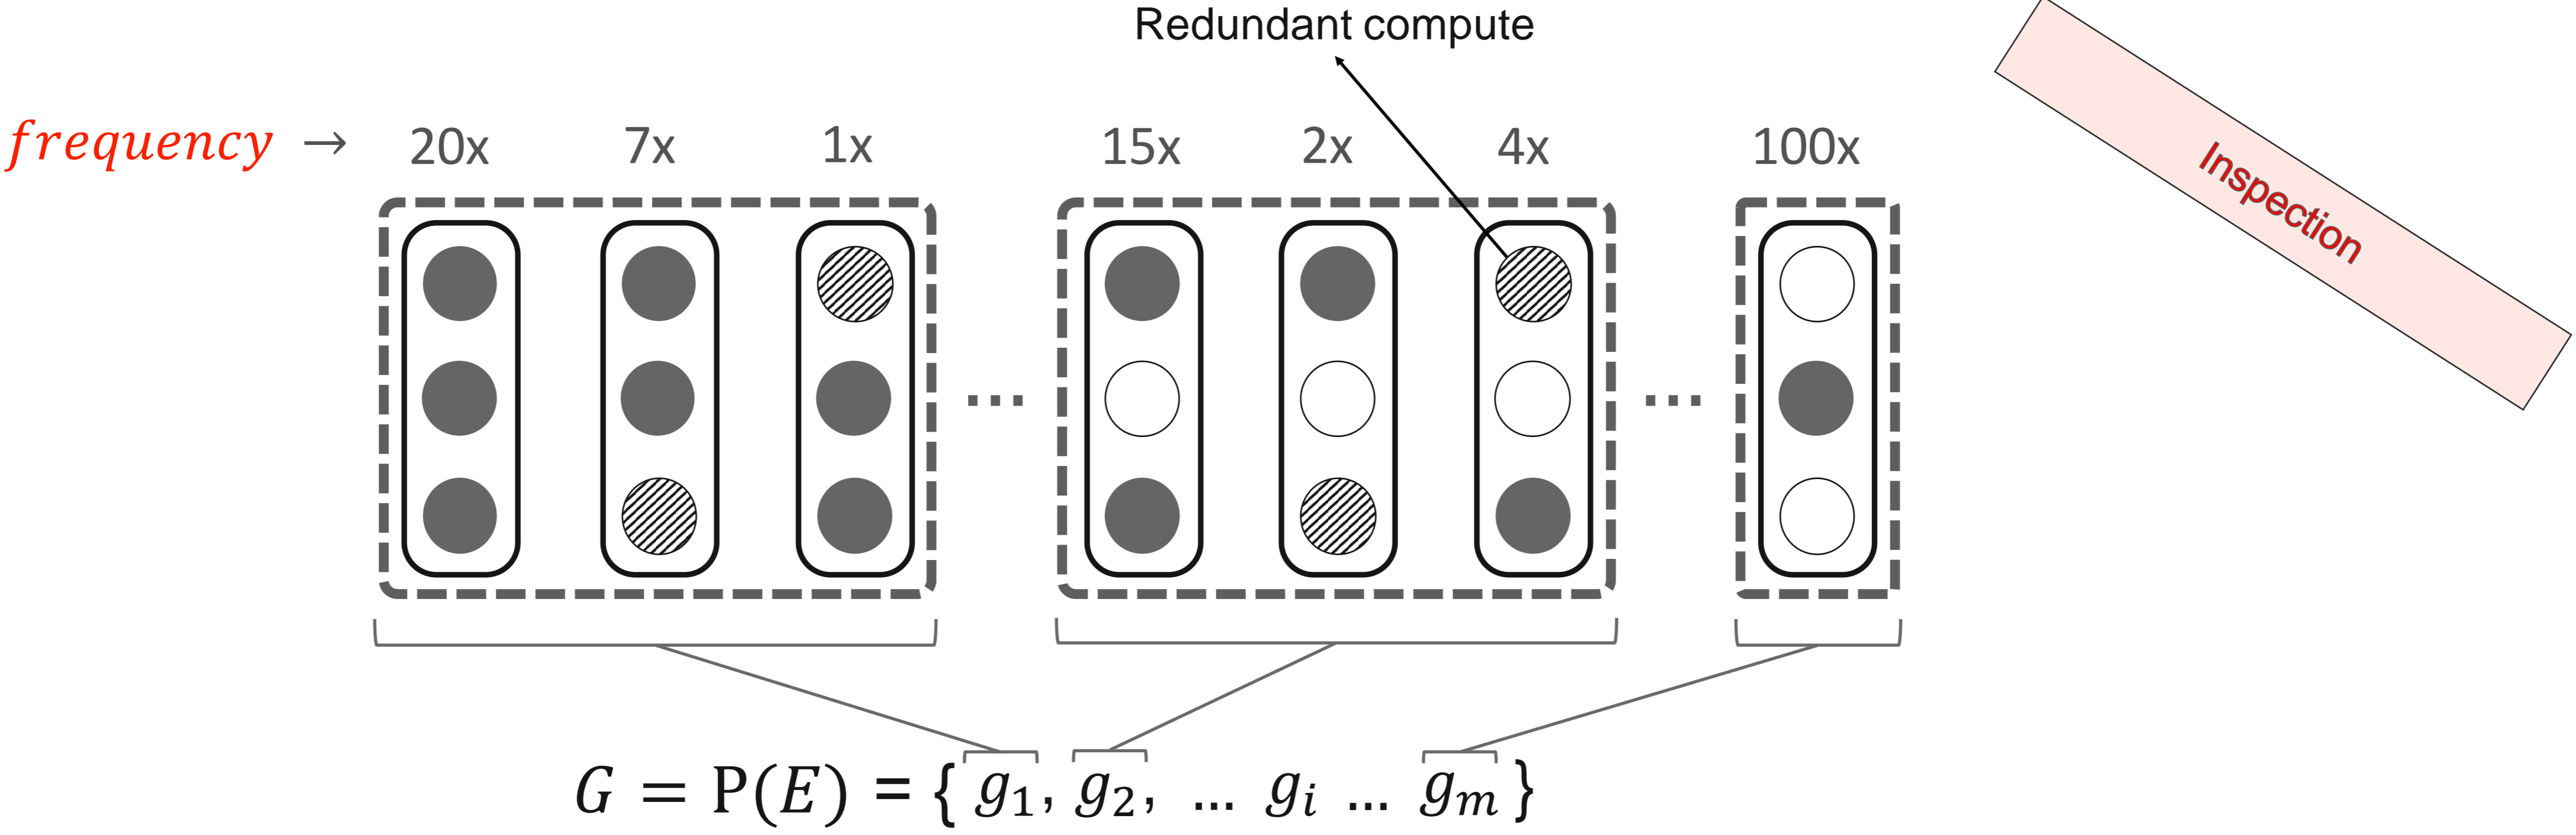 Redundant compute
frequency → 20x 7x 1x 15x 2x 4x 100x
Inspection
... ...
G = P(E) = { g₁, g₂, ... gᵢ ... gₘ }